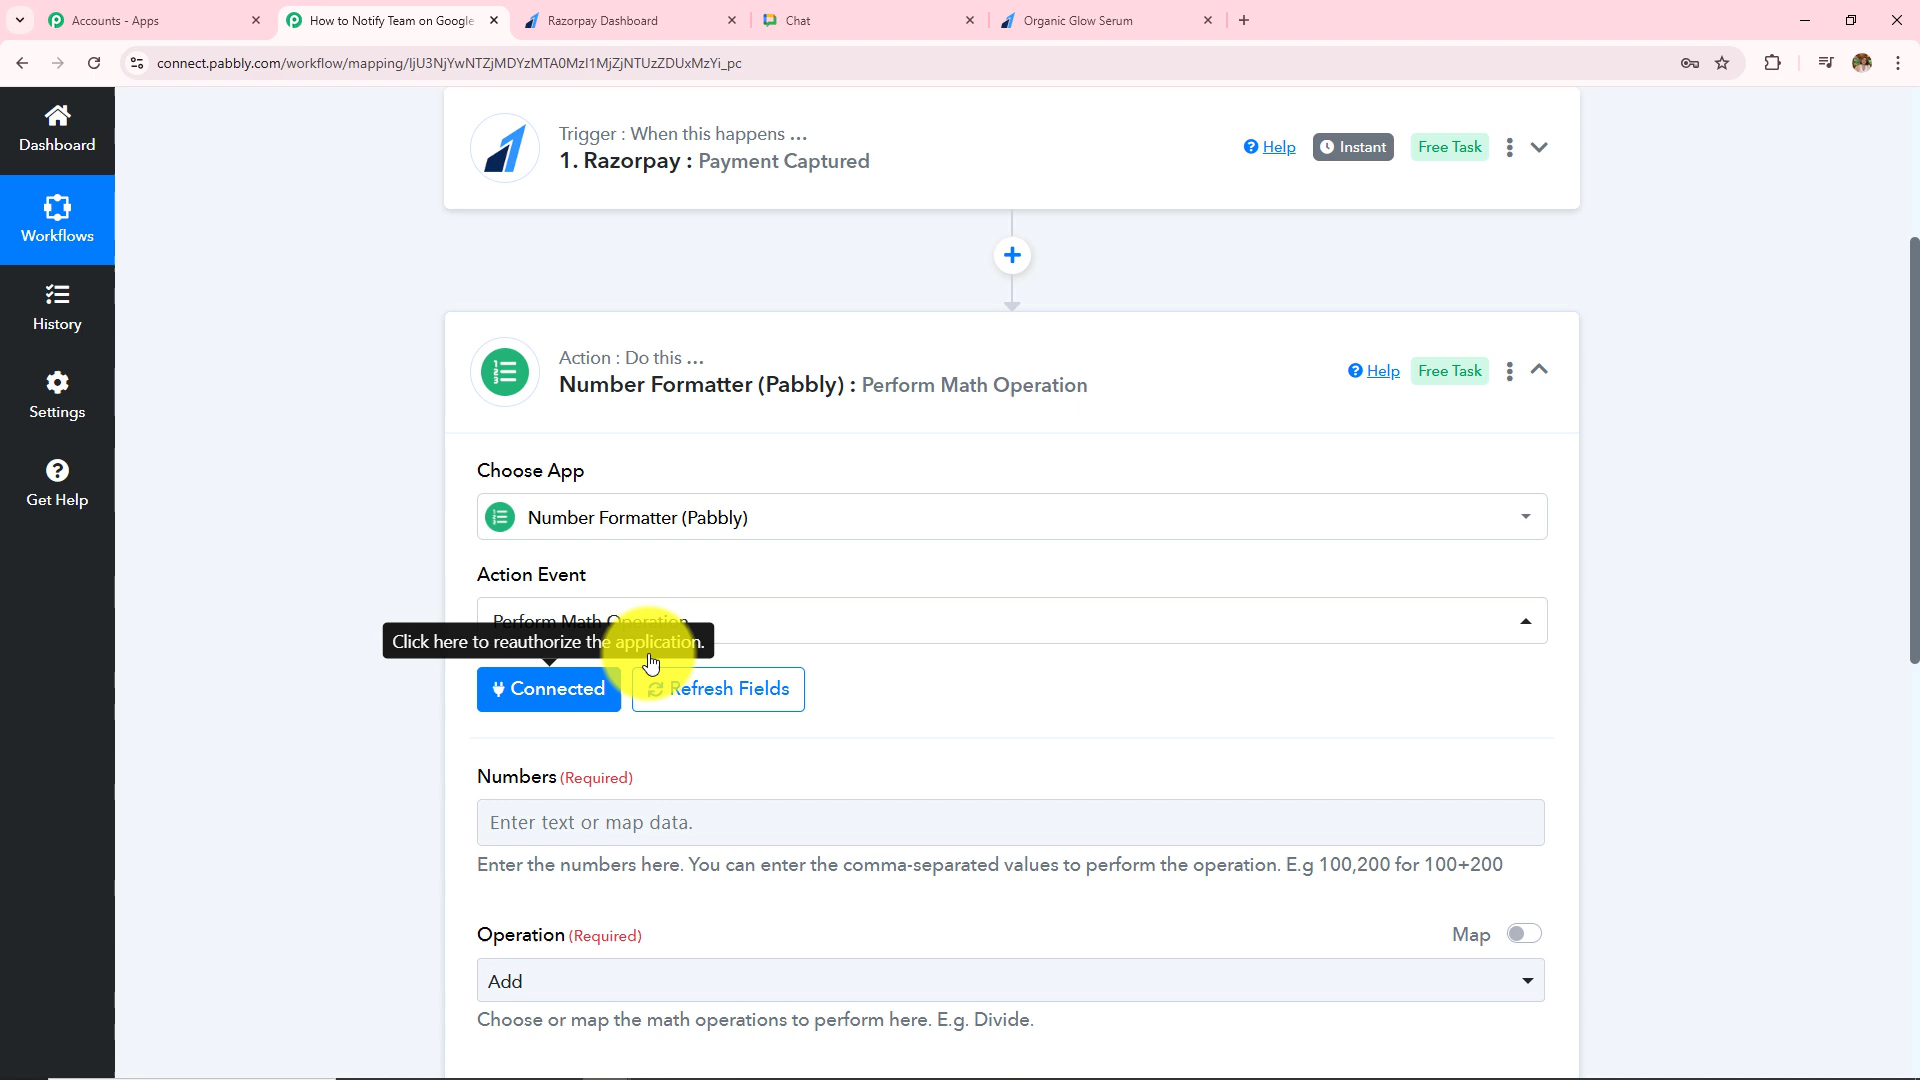 Accounts - Apps
How to Notify Team on Google
Razorpay Dashboard
Chat
Organic Glow Serum
connect.pabbly.com/workflow/mapping/IjU3NjYwNTZjMDYzMTA0MzI1MjZjNTUzZDUxMzYi_pc
Dashboard
Workflows
History
Settings
Get Help
Trigger : When this happens ...
1. Razorpay : Payment Captured
Help
Instant
Free Task
Action : Do this ...
Number Formatter (Pabbly) : Perform Math Operation
Help
Free Task
Choose App
Number Formatter (Pabbly)
Action Event
Perform Math Operation
Click here to reauthorize the application.
Connected
Refresh Fields
Numbers (Required)
Enter text or map data.
Enter the numbers here. You can enter the comma-separated values to perform the operation. E.g 100,200 for 100+200
Operation (Required)
Map
Add
Choose or map the math operations to perform here. E.g. Divide.